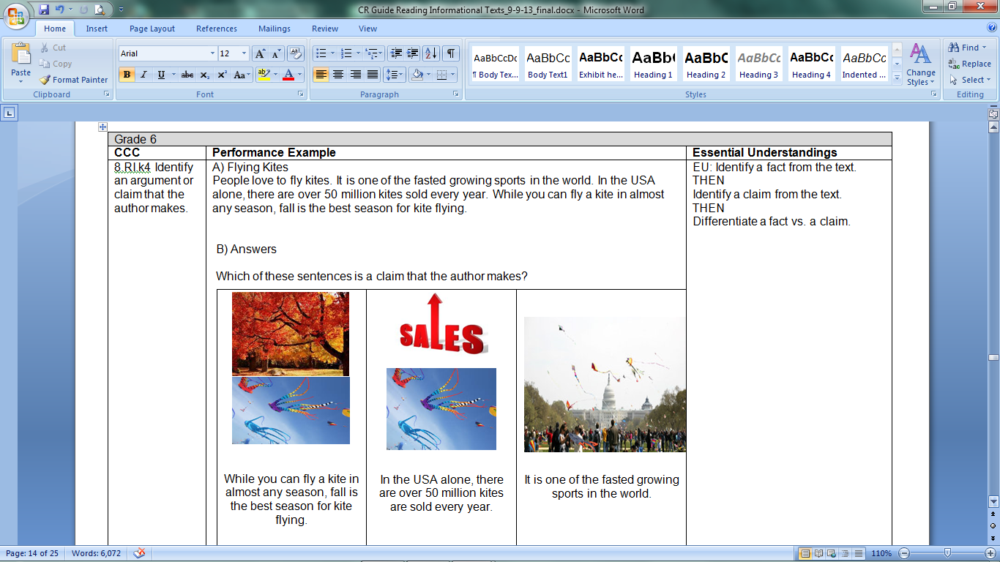 CR Guide Reading Informational Texts_9-9-13_final.docx - Microsoft Word
Home Insert Page Layout References Mailings Review View
Paste
Cut
Copy
Format Painter
Clipboard
Arial 12
B I U abc x₂ x² Aa
Font
Paragraph
AaBbCcDc AaBbCc AaBbCc AaBb( AaBbC AaBbCc AaBbCc AaBbCc
¶ Body Tex... Body Text1 Exhibit he... Heading 1 Heading 2 Heading 3 Heading 4 Indented ...
Change Styles
Styles
Find
Replace
Select
Editing
Grade 6
CCC Performance Example Essential Understandings
8.RI.k4 Identify
an argument or
claim that the
author makes.
A) Flying Kites
People love to fly kites. It is one of the fasted growing sports in the world. In the USA
alone, there are over 50 million kites sold every year. While you can fly a kite in almost
any season, fall is the best season for kite flying.
B) Answers
Which of these sentences is a claim that the author makes?
SALES
While you can fly a kite in
almost any season, fall is
the best season for kite
flying.
In the USA alone, there
are over 50 million kites
are sold every year.
It is one of the fasted growing
sports in the world.
EU: Identify a fact from the text.
THEN
Identify a claim from the text.
THEN
Differentiate a fact vs. a claim.
Page: 14 of 25 Words: 6,072 110%